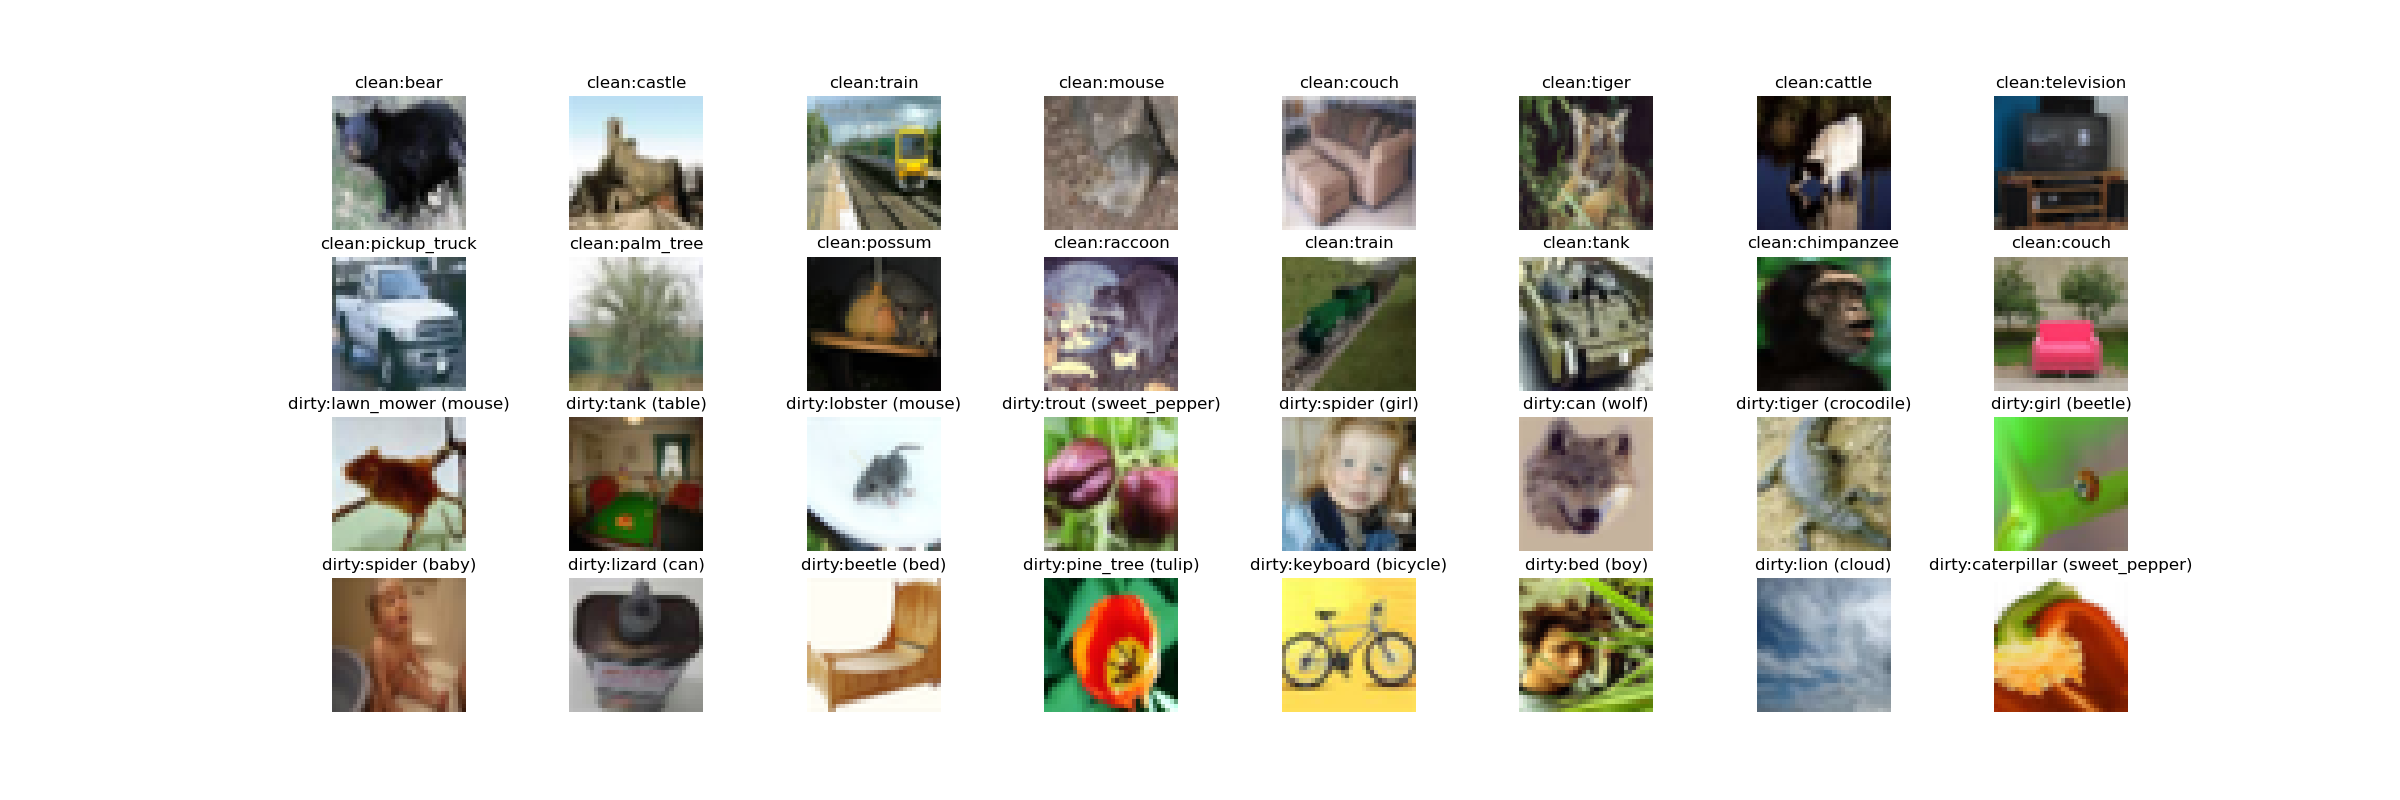 clean:bear
clean:castle
clean:train
clean:mouse
clean:couch
clean:tiger
clean:cattle
clean:television
clean:pickup_truck
clean:palm_tree
clean:possum
clean:raccoon
clean:train
clean:tank
clean:chimpanzee
clean:couch
dirty:lawn_mower (mouse)
dirty:tank (table)
dirty:lobster (mouse)
dirty:trout (sweet_pepper)
dirty:spider (girl)
dirty:can (wolf)
dirty:tiger (crocodile)
dirty:girl (beetle)
dirty:spider (baby)
dirty:lizard (can)
dirty:beetle (bed)
dirty:pine_tree (tulip)
dirty:keyboard (bicycle)
dirty:bed (boy)
dirty:lion (cloud)
dirty:caterpillar (sweet_pepper)